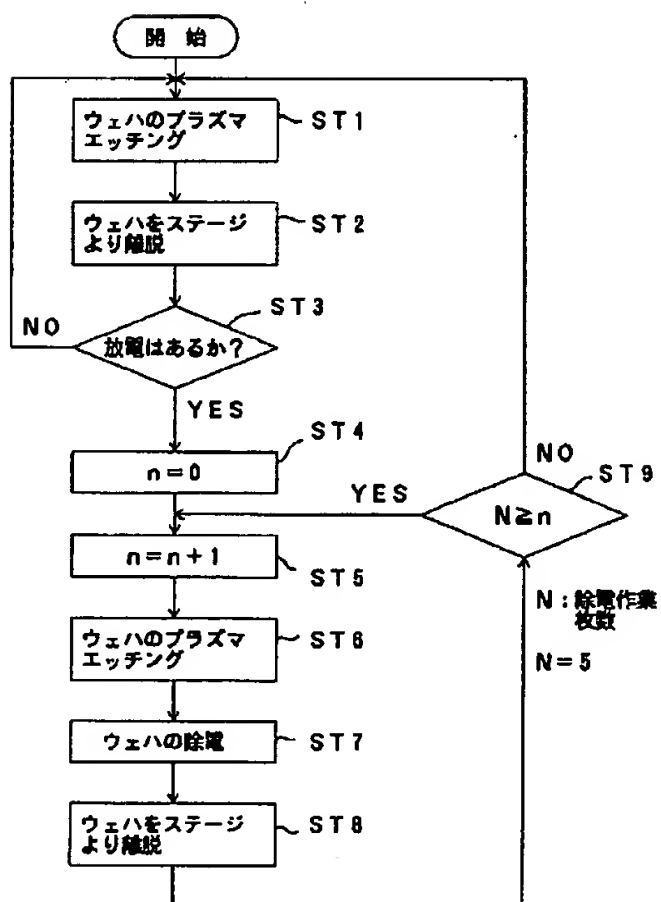 開 始
ウェハのプラズマ
エッチング
ST1
ウェハをステージ
より離脱
ST2
ST3
NO
放電はあるか?
YES
ST4
n=0
NO
ST9
YES
N≧n
n=n+1
ST5
N:除電作業
枚数
N=5
ウェハのプラズマ
エッチング
ST6
ウェハの除電
ST7
ウェハをステージ
より離脱
ST8